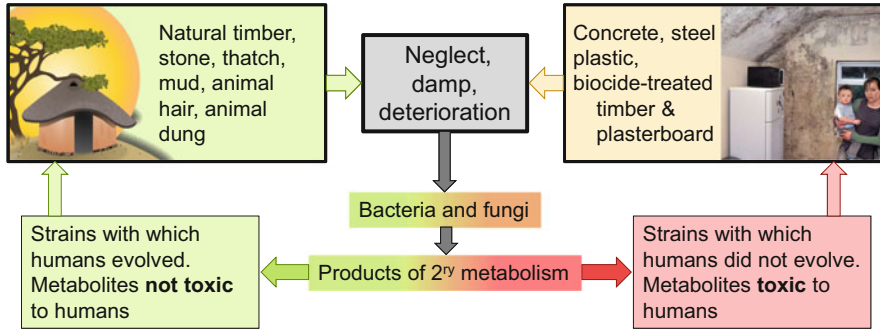 Natural timber,
stone, thatch,
mud, animal
hair, animal
dung
Neglect,
damp,
deterioration
Concrete, steel
plastic,
biocide-treated
timber &
plasterboard
Bacteria and fungi
Strains with which
humans evolved.
Metabolites not toxic
to humans
Products of 2ry metabolism
Strains with which
humans did not evolve.
Metabolites toxic to
humans